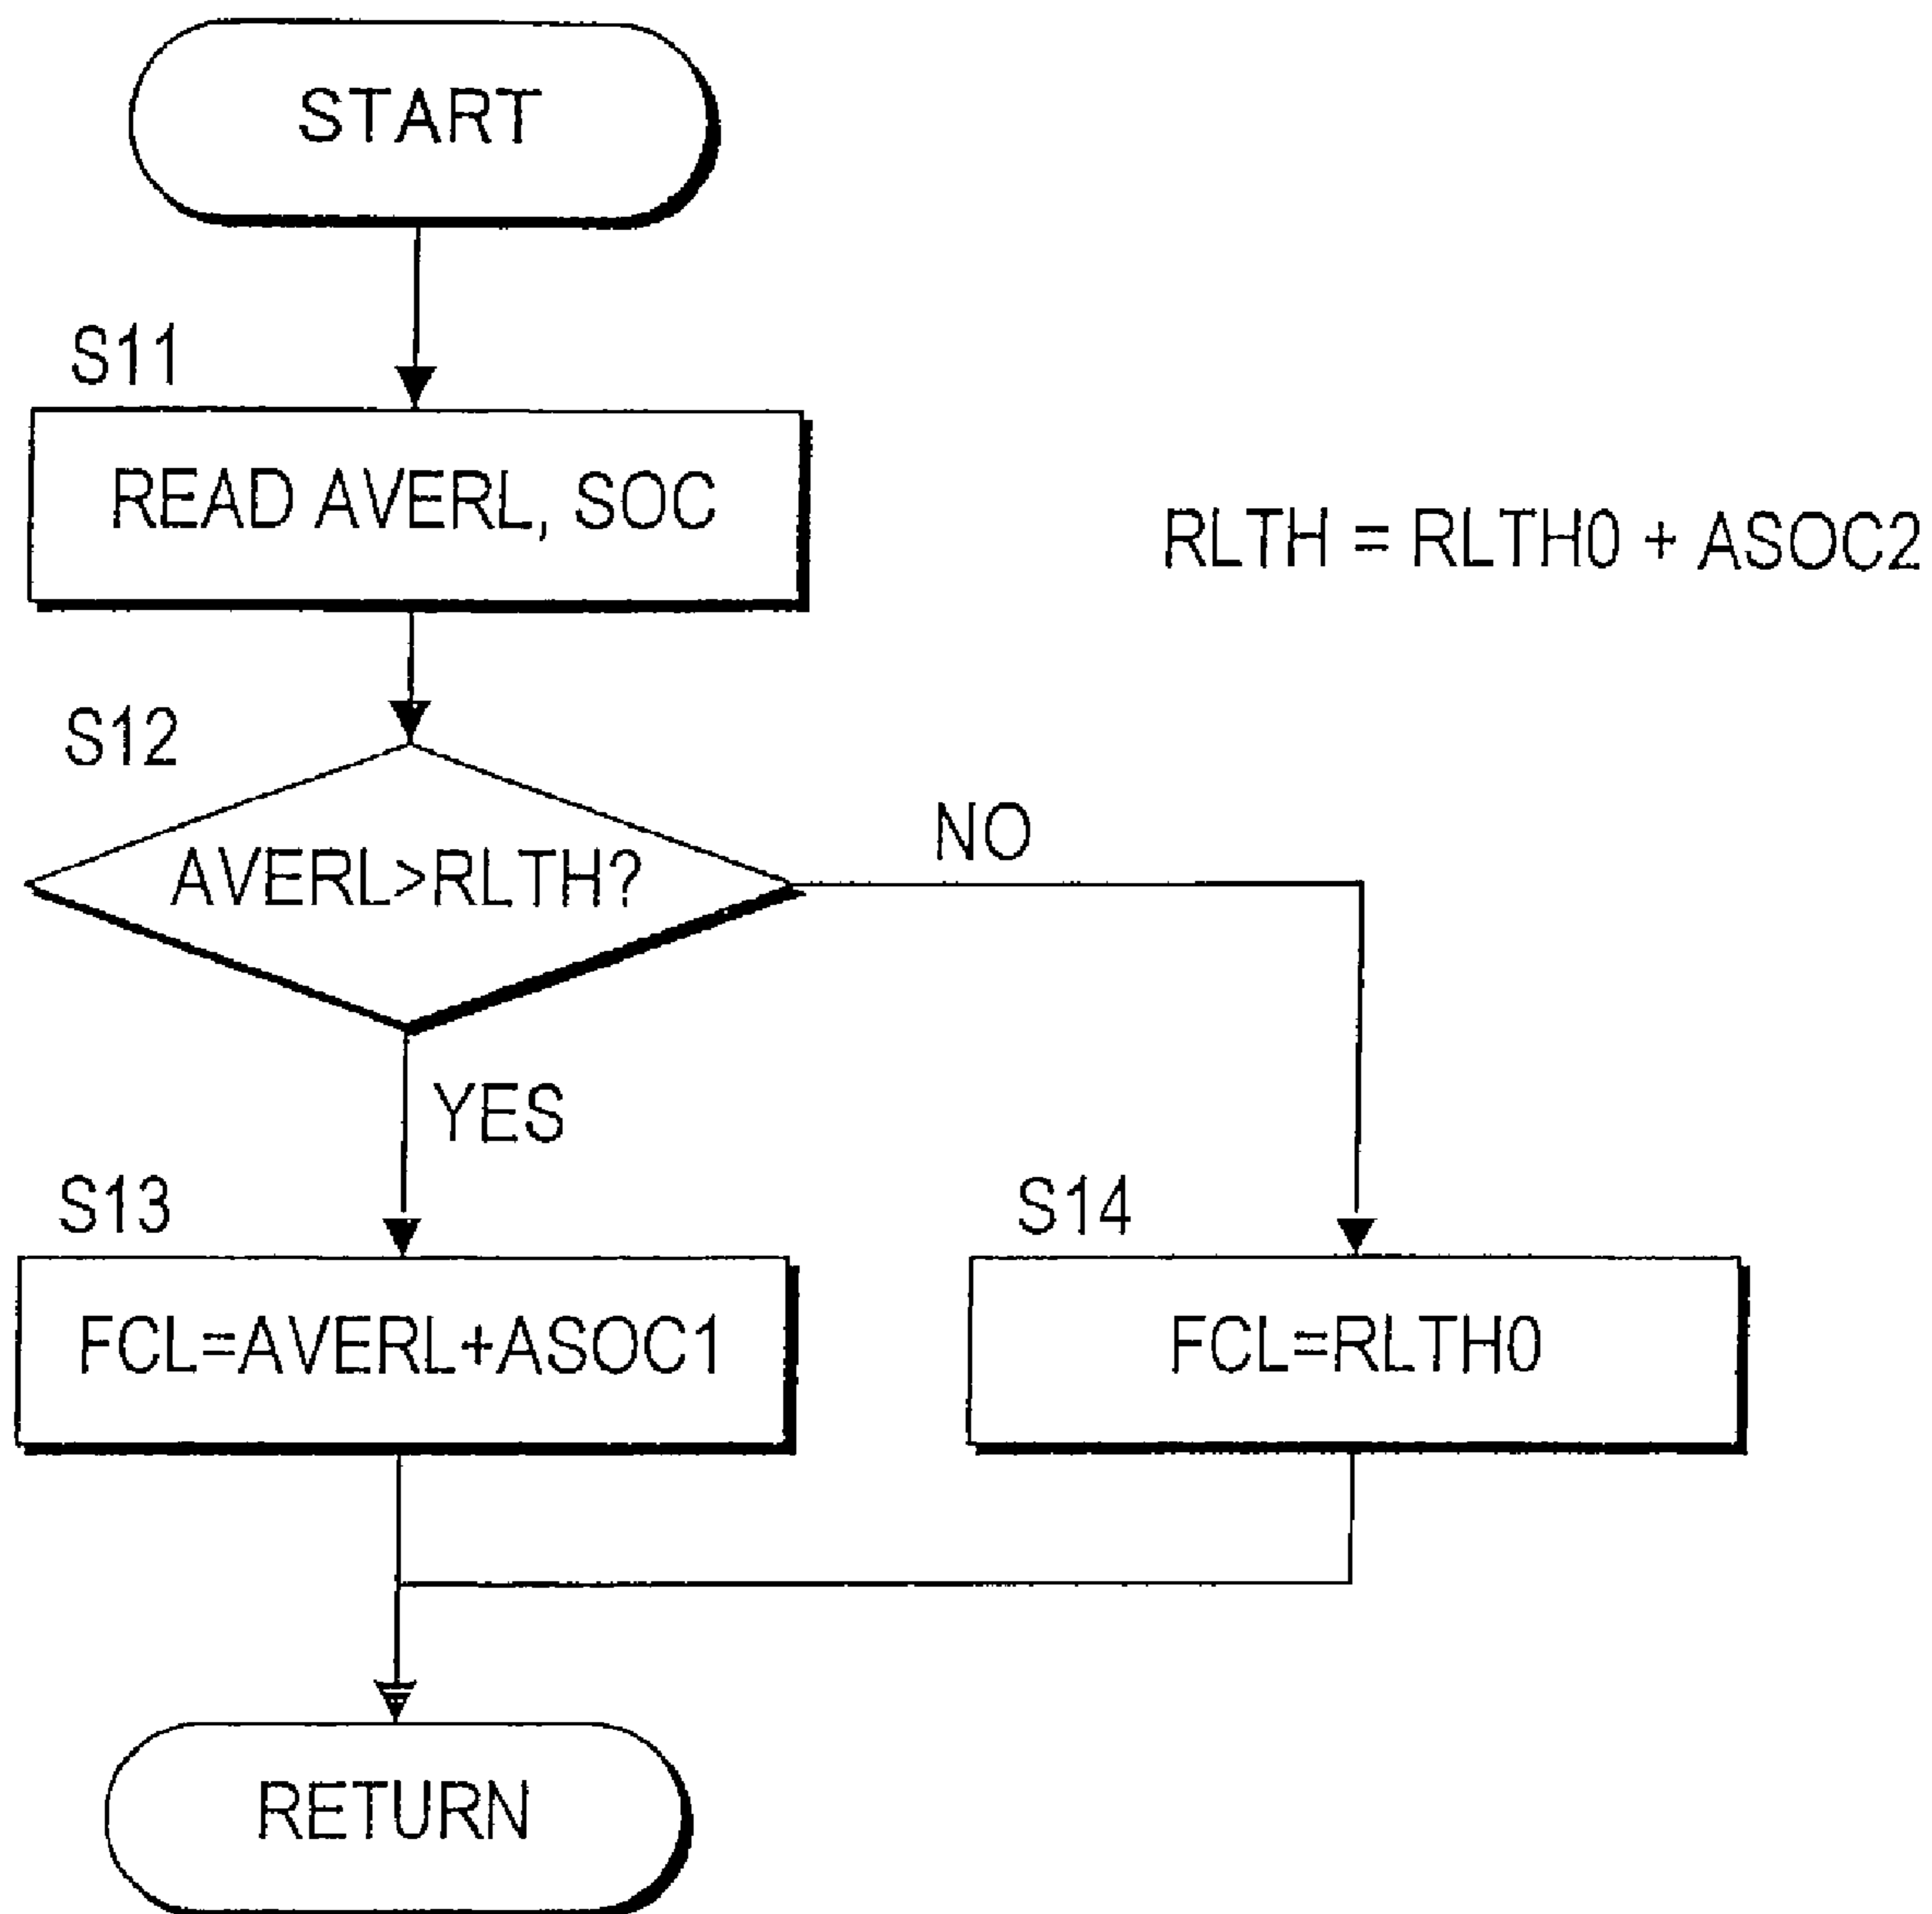 START
S11
READ AVERL, SOC
RLTH = RLTH0 + ASOC2
S12
AVERL>RLTH?
NO
YES
S13
FCL=AVERL+ASOC1
S14
FCL=RLTH0
RETURN